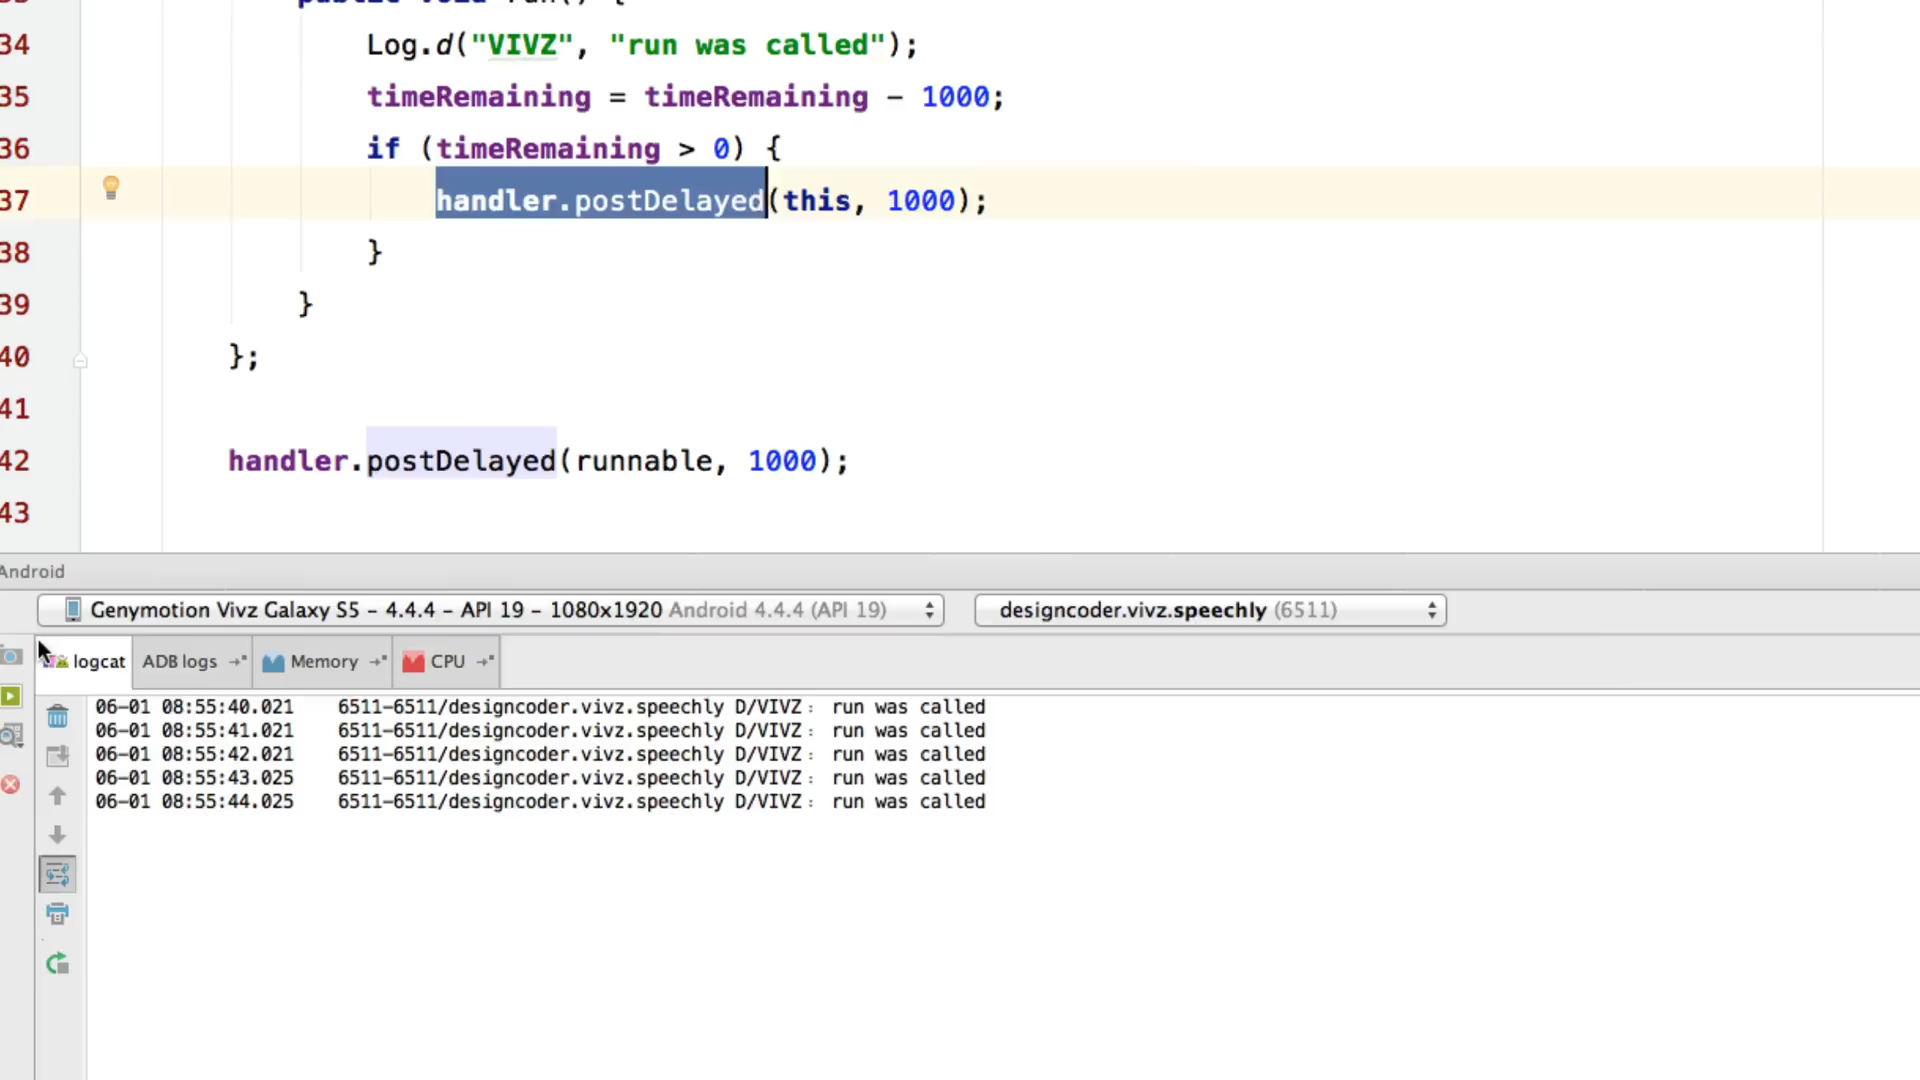 public void run() {
34 Log.d("VIVZ", "run was called");
35 timeRemaining = timeRemaining - 1000;
36 if (timeRemaining > 0) {
37 handler.postDelayed(this, 1000);
38 }
39 }
40 };
41
42 handler.postDelayed(runnable, 1000);
43
Android
Genymotion Vivz Galaxy S5 - 4.4.4 - API 19 - 1080x1920 Android 4.4.4 (API 19) designcoder.vivz.speechly (6511)
logcat ADB logs Memory CPU
06-01 08:55:40.021 6511-6511/designcoder.vivz.speechly D/VIVZ: run was called
06-01 08:55:41.021 6511-6511/designcoder.vivz.speechly D/VIVZ: run was called
06-01 08:55:42.021 6511-6511/designcoder.vivz.speechly D/VIVZ: run was called
06-01 08:55:43.025 6511-6511/designcoder.vivz.speechly D/VIVZ: run was called
06-01 08:55:44.025 6511-6511/designcoder.vivz.speechly D/VIVZ: run was called